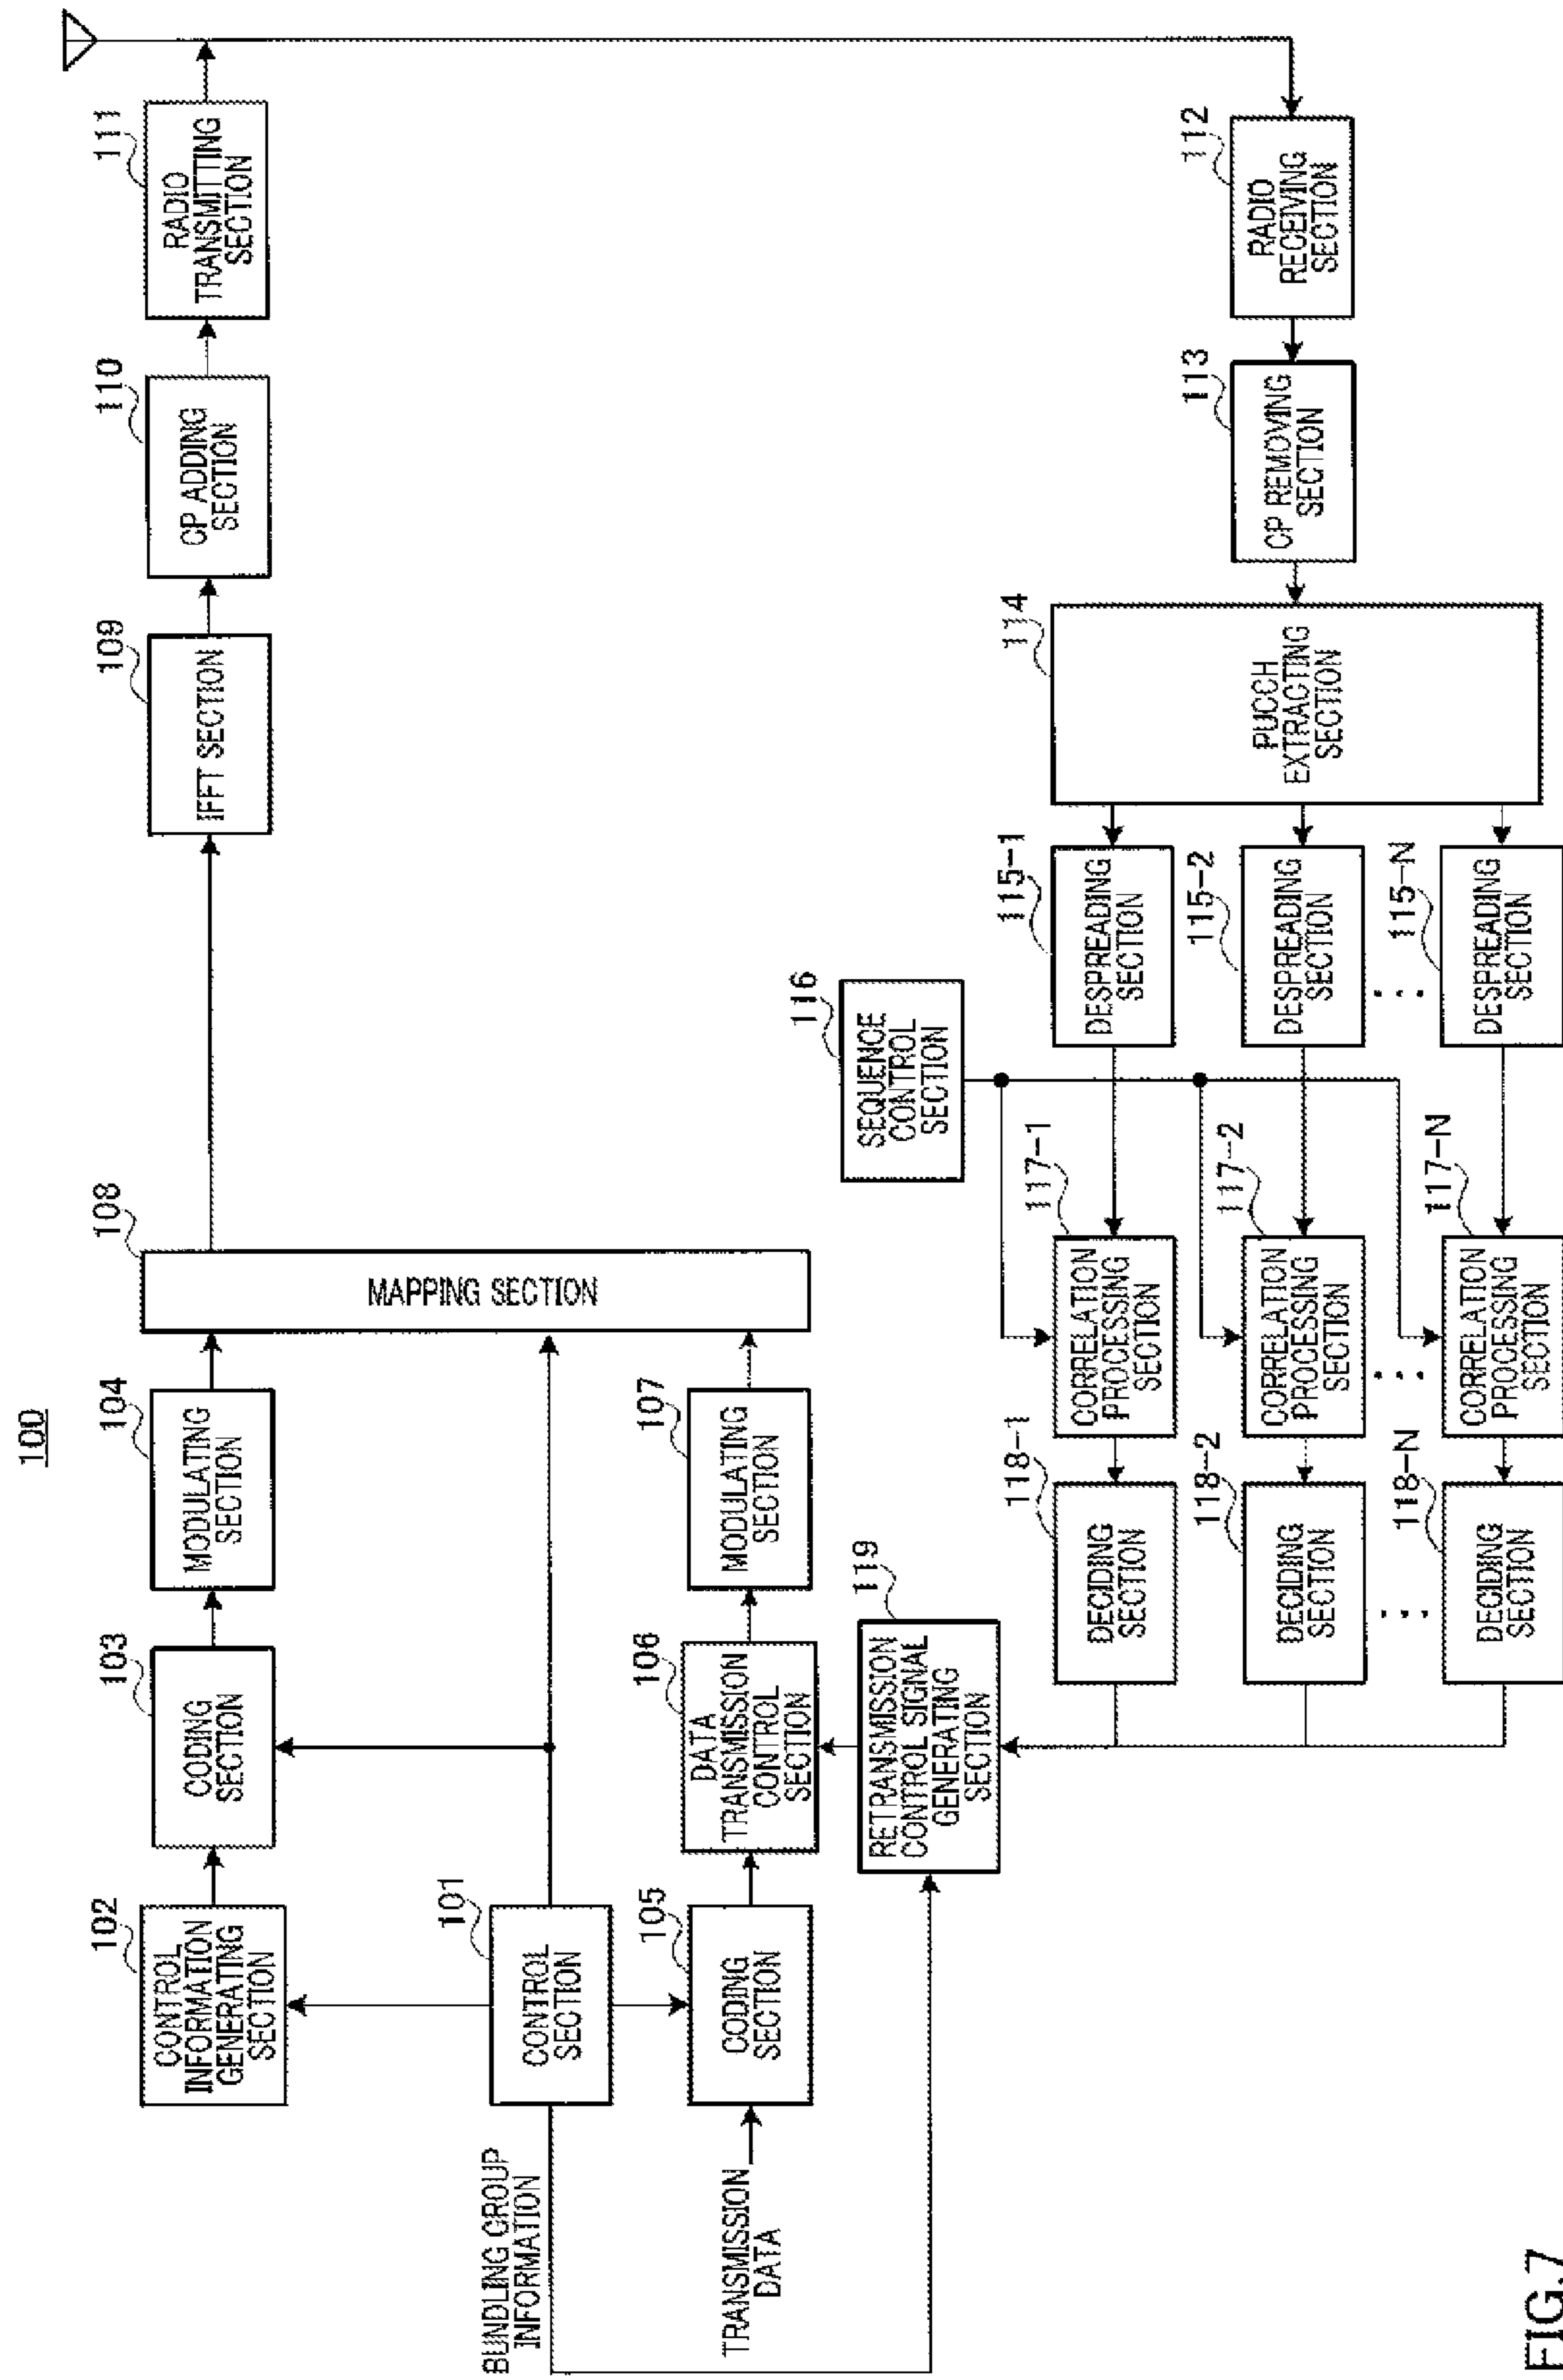 100
102
CONTROL
INFORMATION
GENERATING
SECTION
103
CODING
SECTION
104
MODULATING
SECTION
108
MAPPING SECTION
109
IFFT SECTION
110
CP ADDING
SECTION
111
RADIO
TRANSMITTING
SECTION
BUNDLING GROUP
INFORMATION
101
CONTROL
SECTION
TRANSMISSION
DATA
105
CODING
SECTION
106
DATA
TRANSMISSION
CONTROL
SECTION
107
MODULATING
SECTION
119
RETRANSMISSION
CONTROL SIGNAL
GENERATING
SECTION
116
SEQUENCE
CONTROL
SECTION
118-1
DECIDING
SECTION
117-1
CORRELATION
PROCESSING
SECTION
115-1
DESPREADING
SECTION
114
PUCCH
EXTRACTING
SECTION
113
CP REMOVING
SECTION
112
RADIO
RECEIVING
SECTION
118-2
DECIDING
SECTION
117-2
CORRELATION
PROCESSING
SECTION
115-2
DESPREADING
SECTION
118-N
DECIDING
SECTION
117-N
CORRELATION
PROCESSING
SECTION
115-N
DESPREADING
SECTION
FIG.7